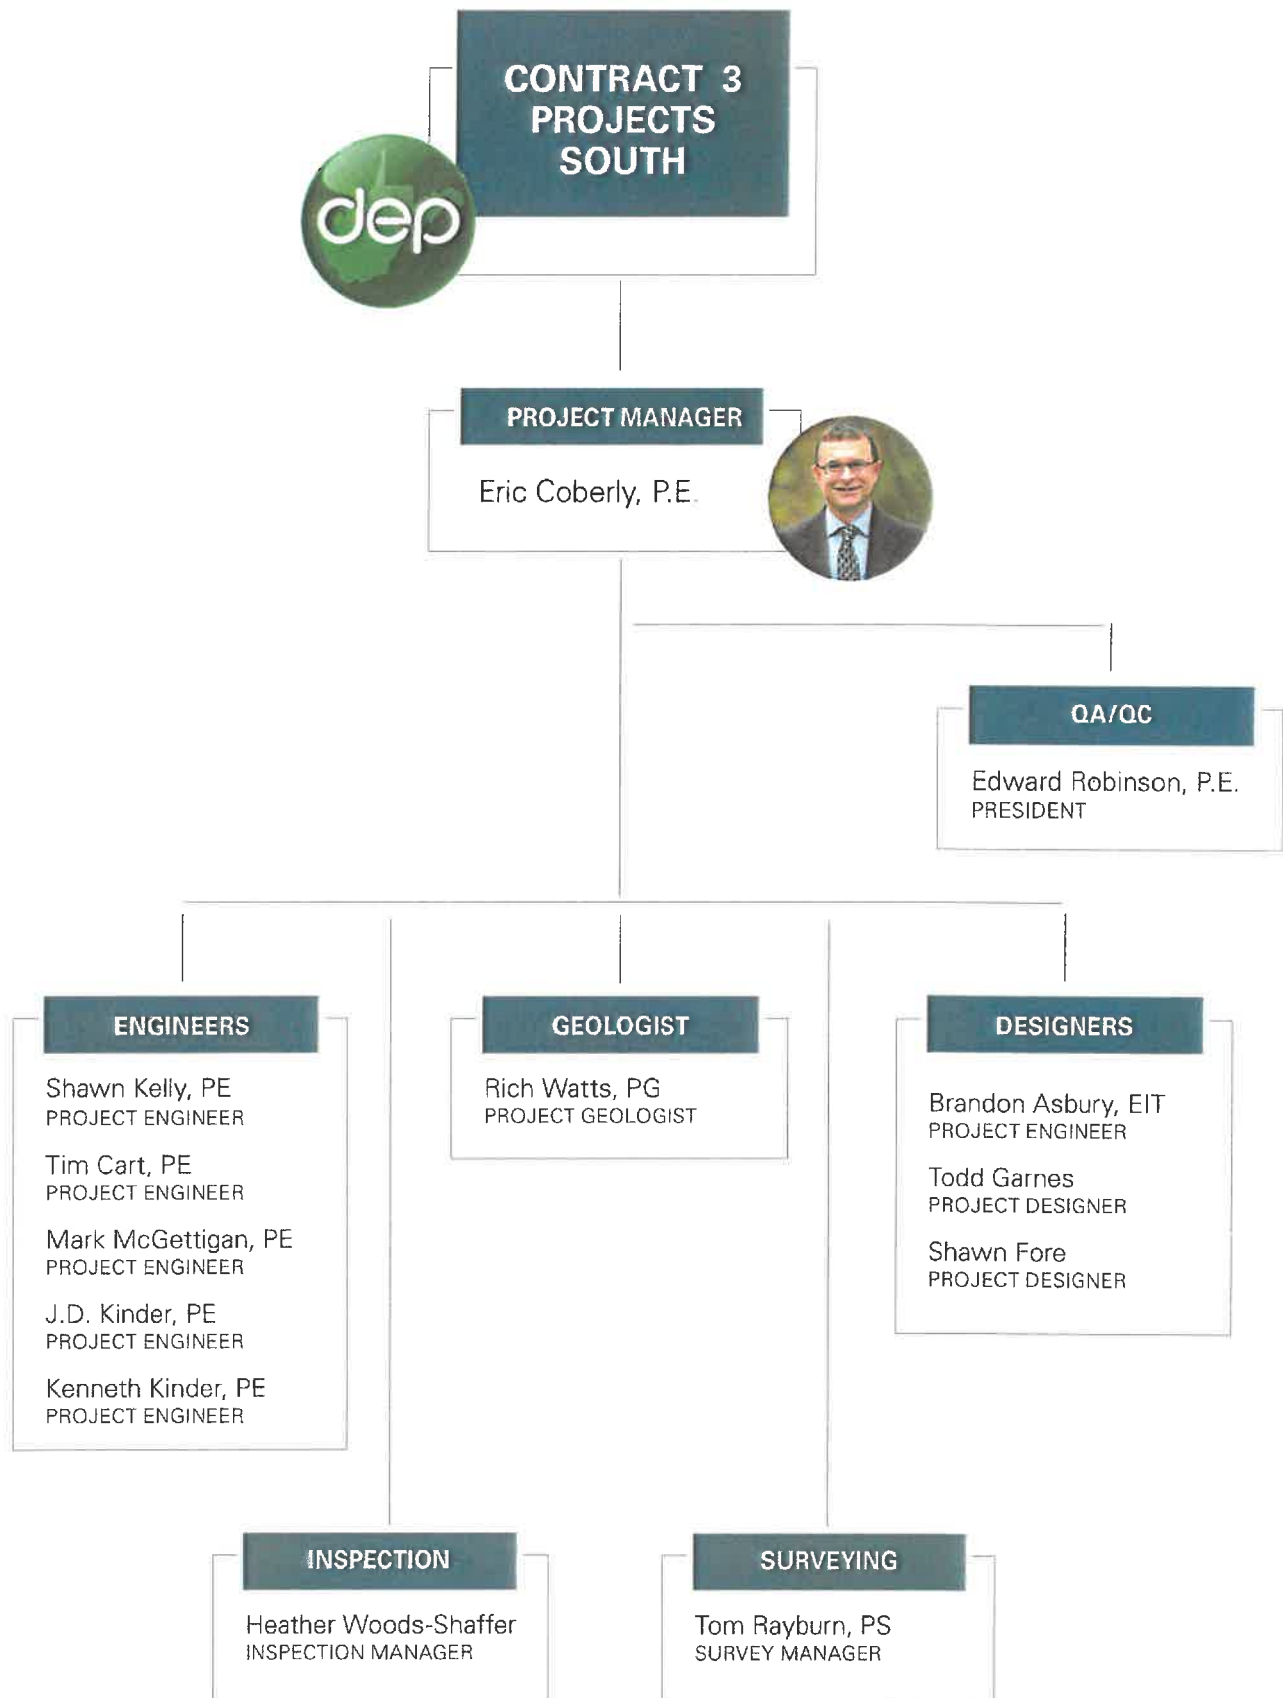 CONTRACT 3
PROJECTS
SOUTH
dep
PROJECT MANAGER
Eric Coberly, P.E.
QA/QC
Edward Robinson, P.E.
PRESIDENT
ENGINEERS
Shawn Kelly, PE
PROJECT ENGINEER
Tim Cart, PE
PROJECT ENGINEER
Mark McGettigan, PE
PROJECT ENGINEER
J.D. Kinder, PE
PROJECT ENGINEER
Kenneth Kinder, PE
PROJECT ENGINEER
GEOLOGIST
Rich Watts, PG
PROJECT GEOLOGIST
DESIGNERS
Brandon Asbury, EIT
PROJECT ENGINEER
Todd Garnes
PROJECT DESIGNER
Shawn Fore
PROJECT DESIGNER
INSPECTION
Heather Woods-Shaffer
INSPECTION MANAGER
SURVEYING
Tom Rayburn, PS
SURVEY MANAGER